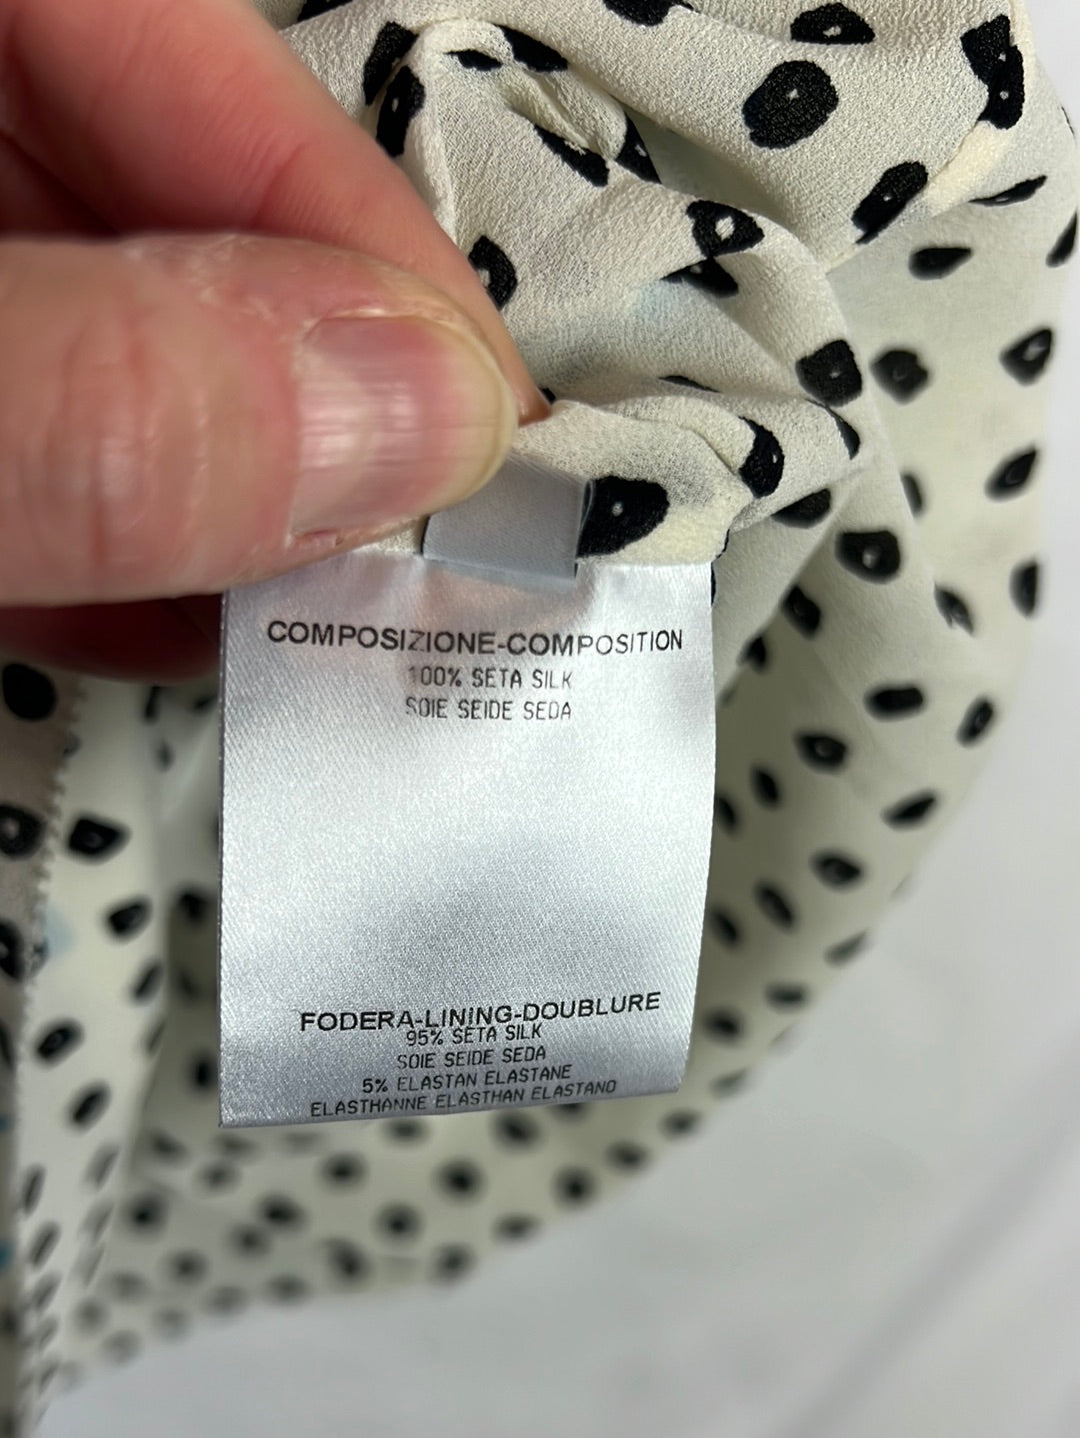 COMPOSIZIONE-COMPOSITION
100% SETA SILK
SOIE SEIDE SEDA
FODERA-LINING-DOUBLURE
95% SETA SILK
SOIE SEIDE SEDA
5% ELASTAN ELASTANE
ELASTHANNE ELASTHAN ELASTANO